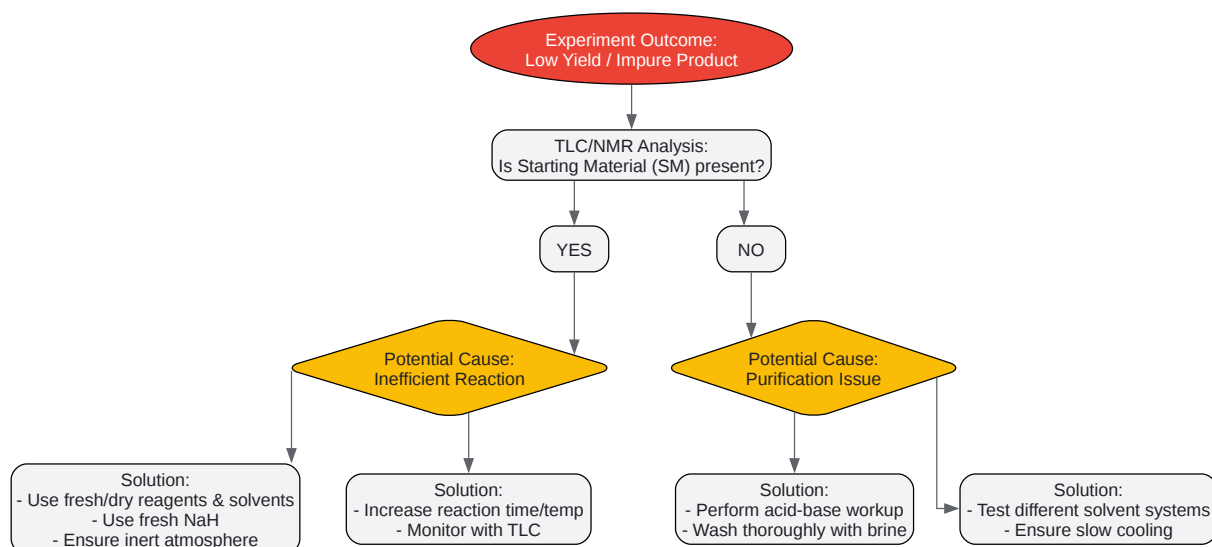 Experiment Outcome:
Low Yield / Impure Product
TLC/NMR Analysis:
Is Starting Material (SM) present?
YES
NO
Potential Cause:
Inefficient Reaction
Potential Cause:
Purification Issue
Solution:
- Use fresh/dry reagents & solvents
- Use fresh NaH
- Ensure inert atmosphere
Solution:
- Increase reaction time/temp
- Monitor with TLC
Solution:
- Perform acid-base workup
- Wash thoroughly with brine
Solution:
- Test different solvent systems
- Ensure slow cooling